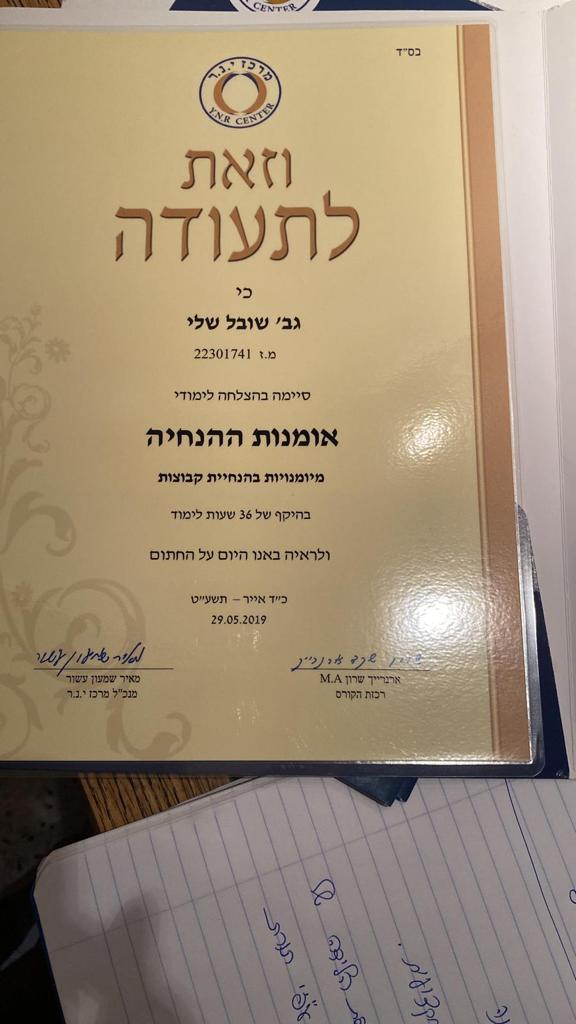 CENTER
בס״ד
מרכז י.נ.ר
Y.N.R CENTER
וזאת
לתעודה
כי
גב׳ שובל שלי
מ.ז 22301741
סיימה בהצלחה לימודי
אומנות ההנחיה
מיומנויות בהנחיית קבוצות
בהיקף של 36 שעות לימוד
ולראיה באנו היום על החתום
כ״ד אייר – תשע״ט
29.05.2019
ארנרייך שרון M.A
רכזת הקורס
מאיר שמעון עשור
מנכ״ל מרכז י.נ.ר